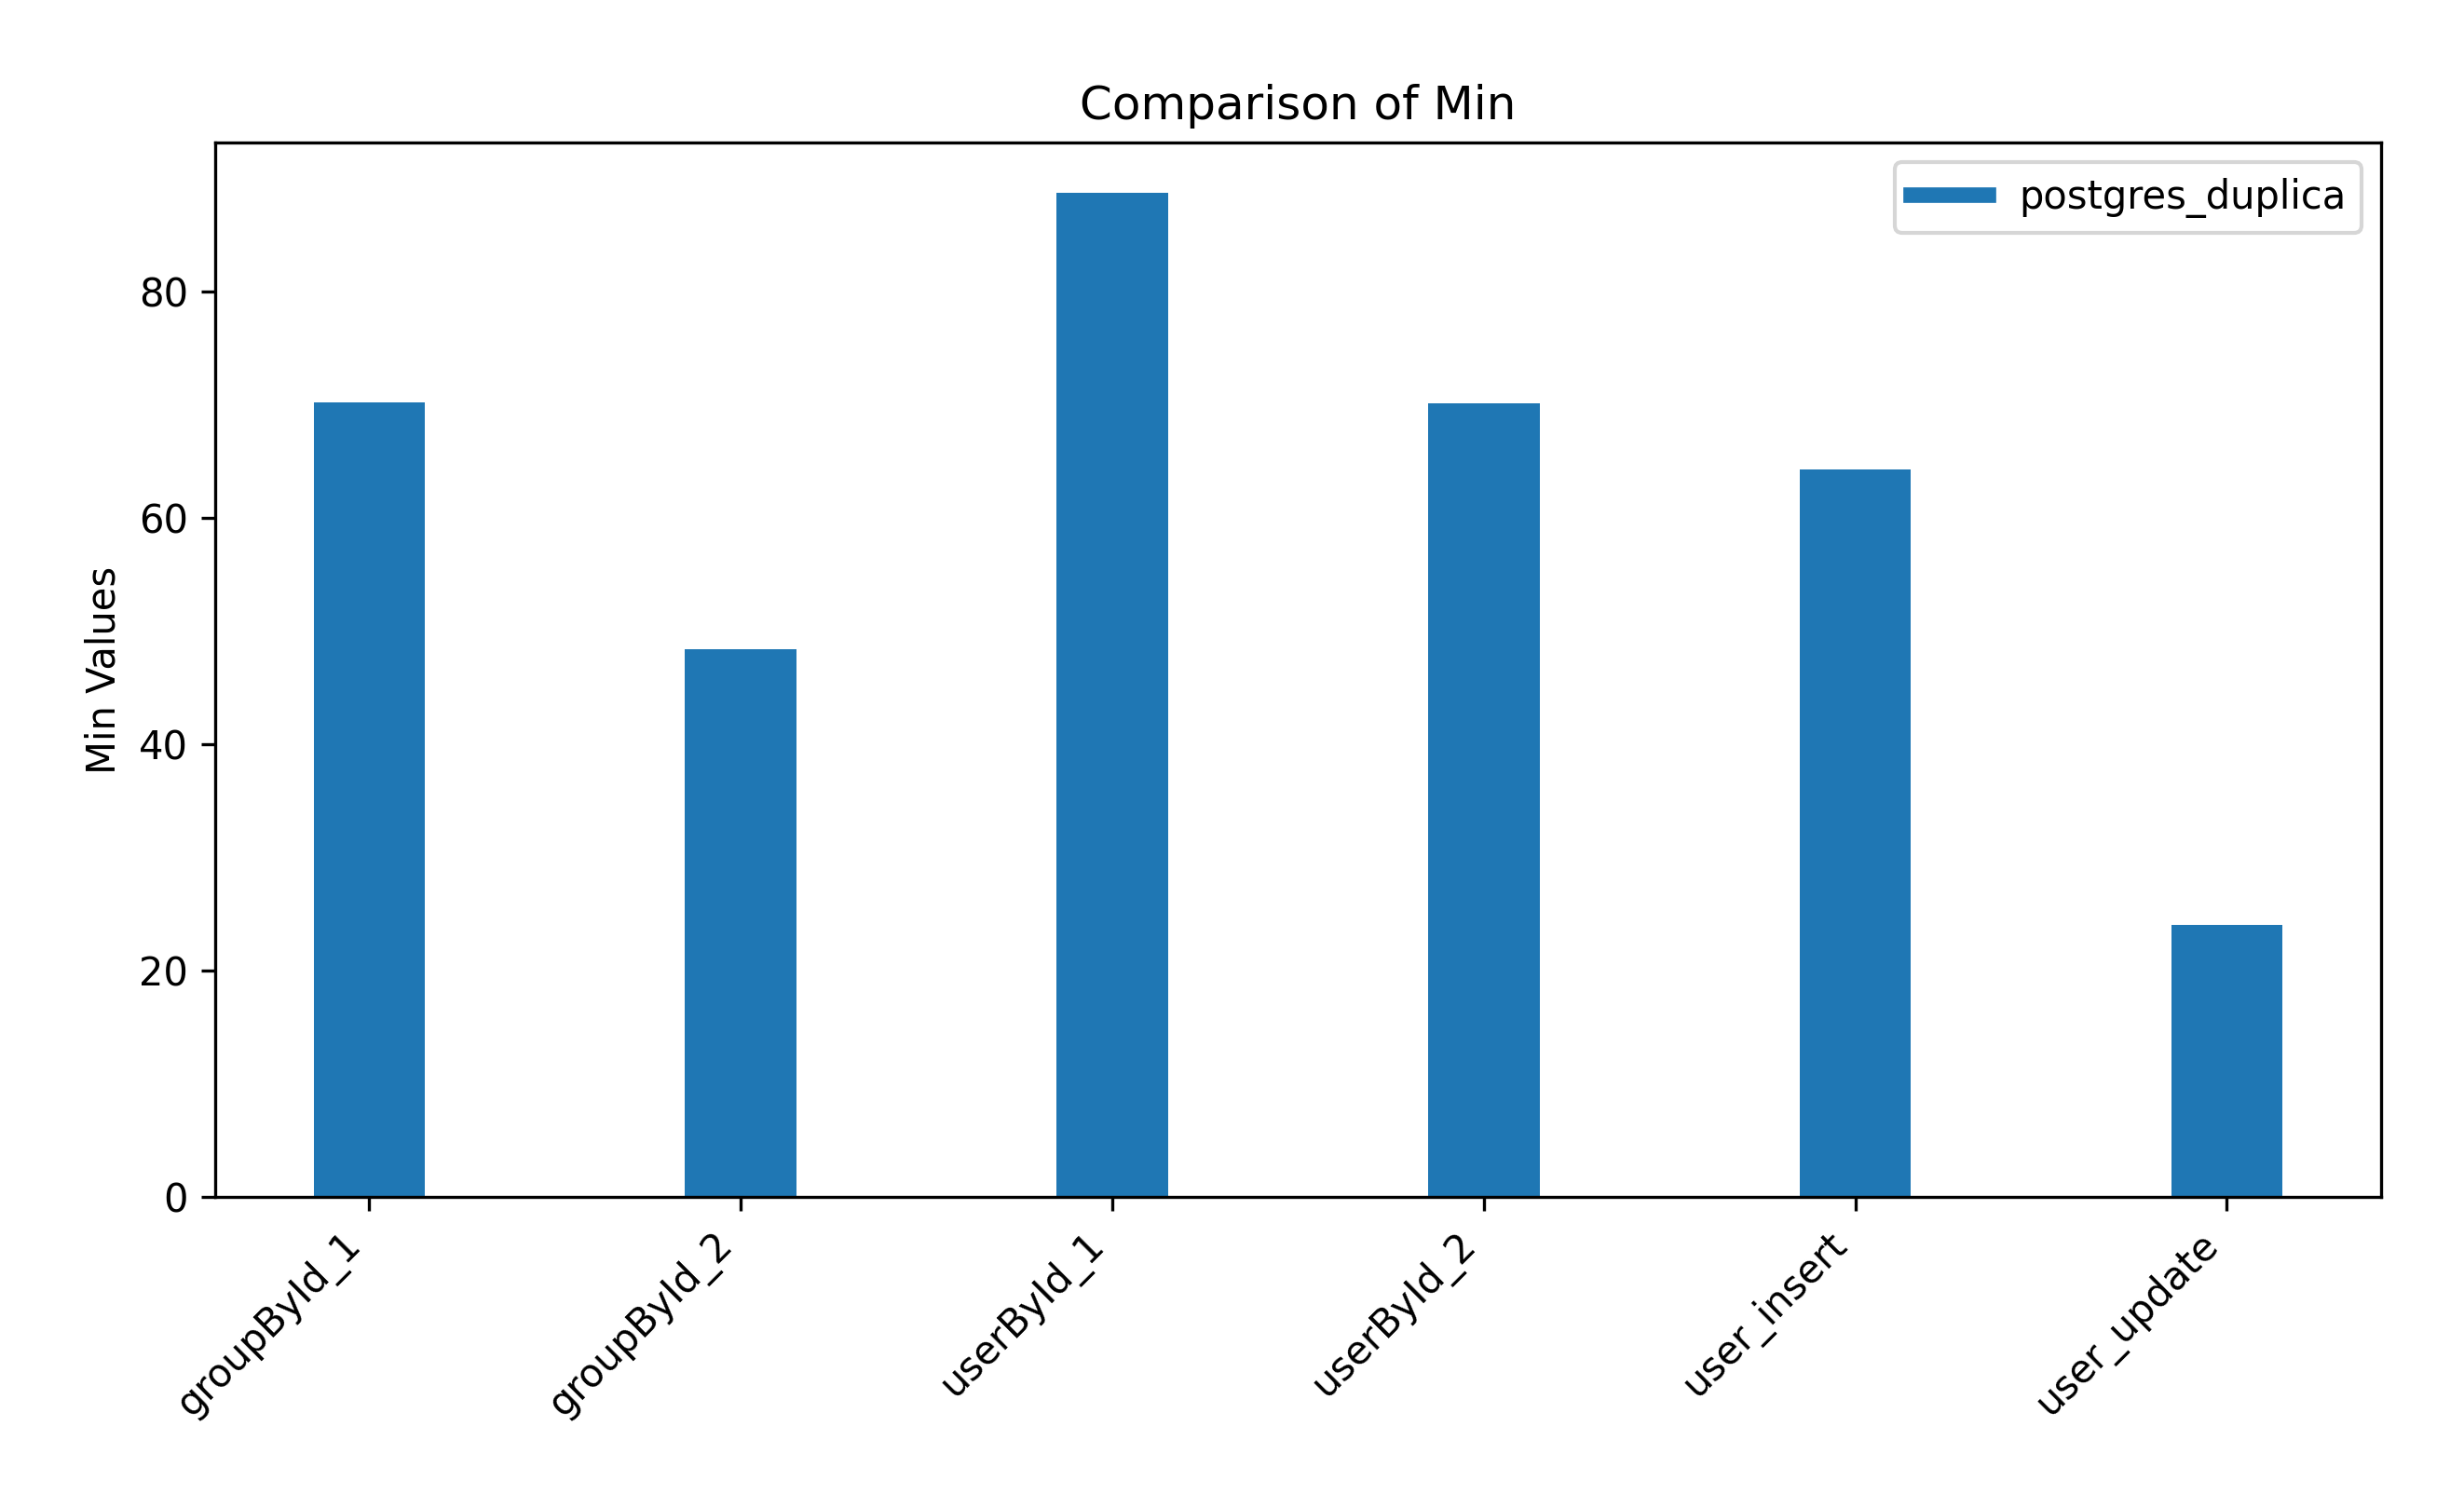 Comparison of Min
postgres_duplica
Min Values
80
60
40
20
0
groupById_1
groupById_2
userById_1
userById_2
user_insert
user_update